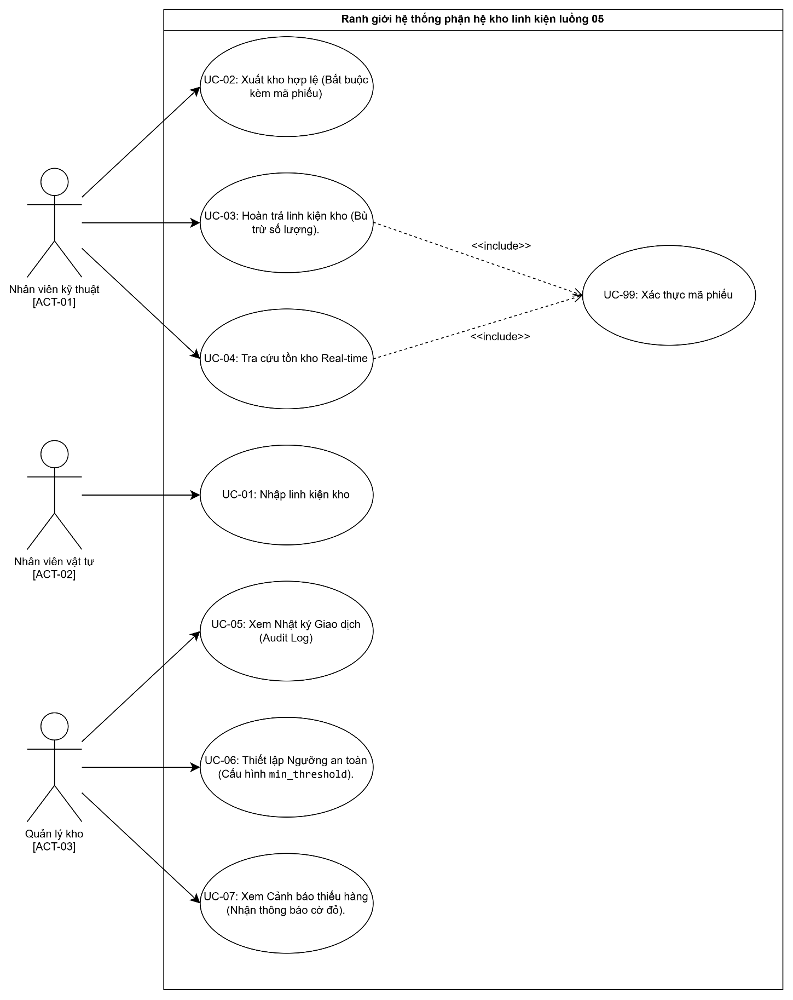 Ranh giới hệ thống phận hệ kho linh kiện luồng 05
UC-02: Xuất kho hợp lệ (Bắt buộc
kèm mã phiếu)
UC-03: Hoàn trả linh kiện kho (Bù
trừ số lượng).
<<include>>
UC-99: Xác thực mã phiếu
Nhân viên kỹ thuật
[ACT-01]
<<include>>
UC-04: Tra cứu tồn kho Real-time
UC-01: Nhập linh kiện kho
Nhân viên vật tư
[ACT-02]
UC-05: Xem Nhật ký Giao dịch
(Audit Log)
UC-06: Thiết lập Ngưỡng an toàn
(Cấu hình min_threshold).
Quản lý kho
[ACT-03]
UC-07: Xem Cảnh báo thiếu hàng
(Nhận thông báo cờ đỏ).